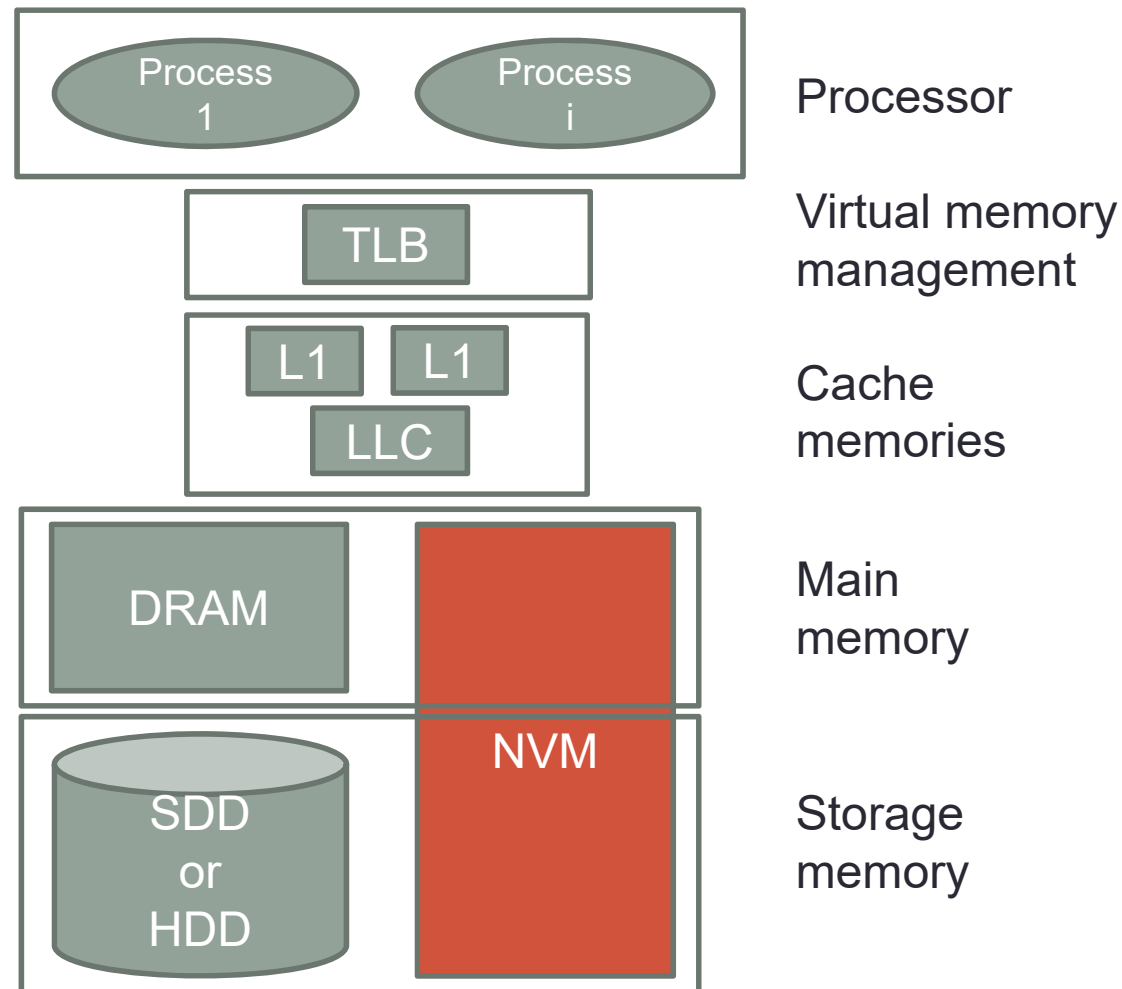 Process
1
Process
i
Processor
TLB
Virtual memory
management
L1
L1
LLC
Cache
memories
DRAM
Main
memory
NVM
SDD
or
HDD
Storage
memory